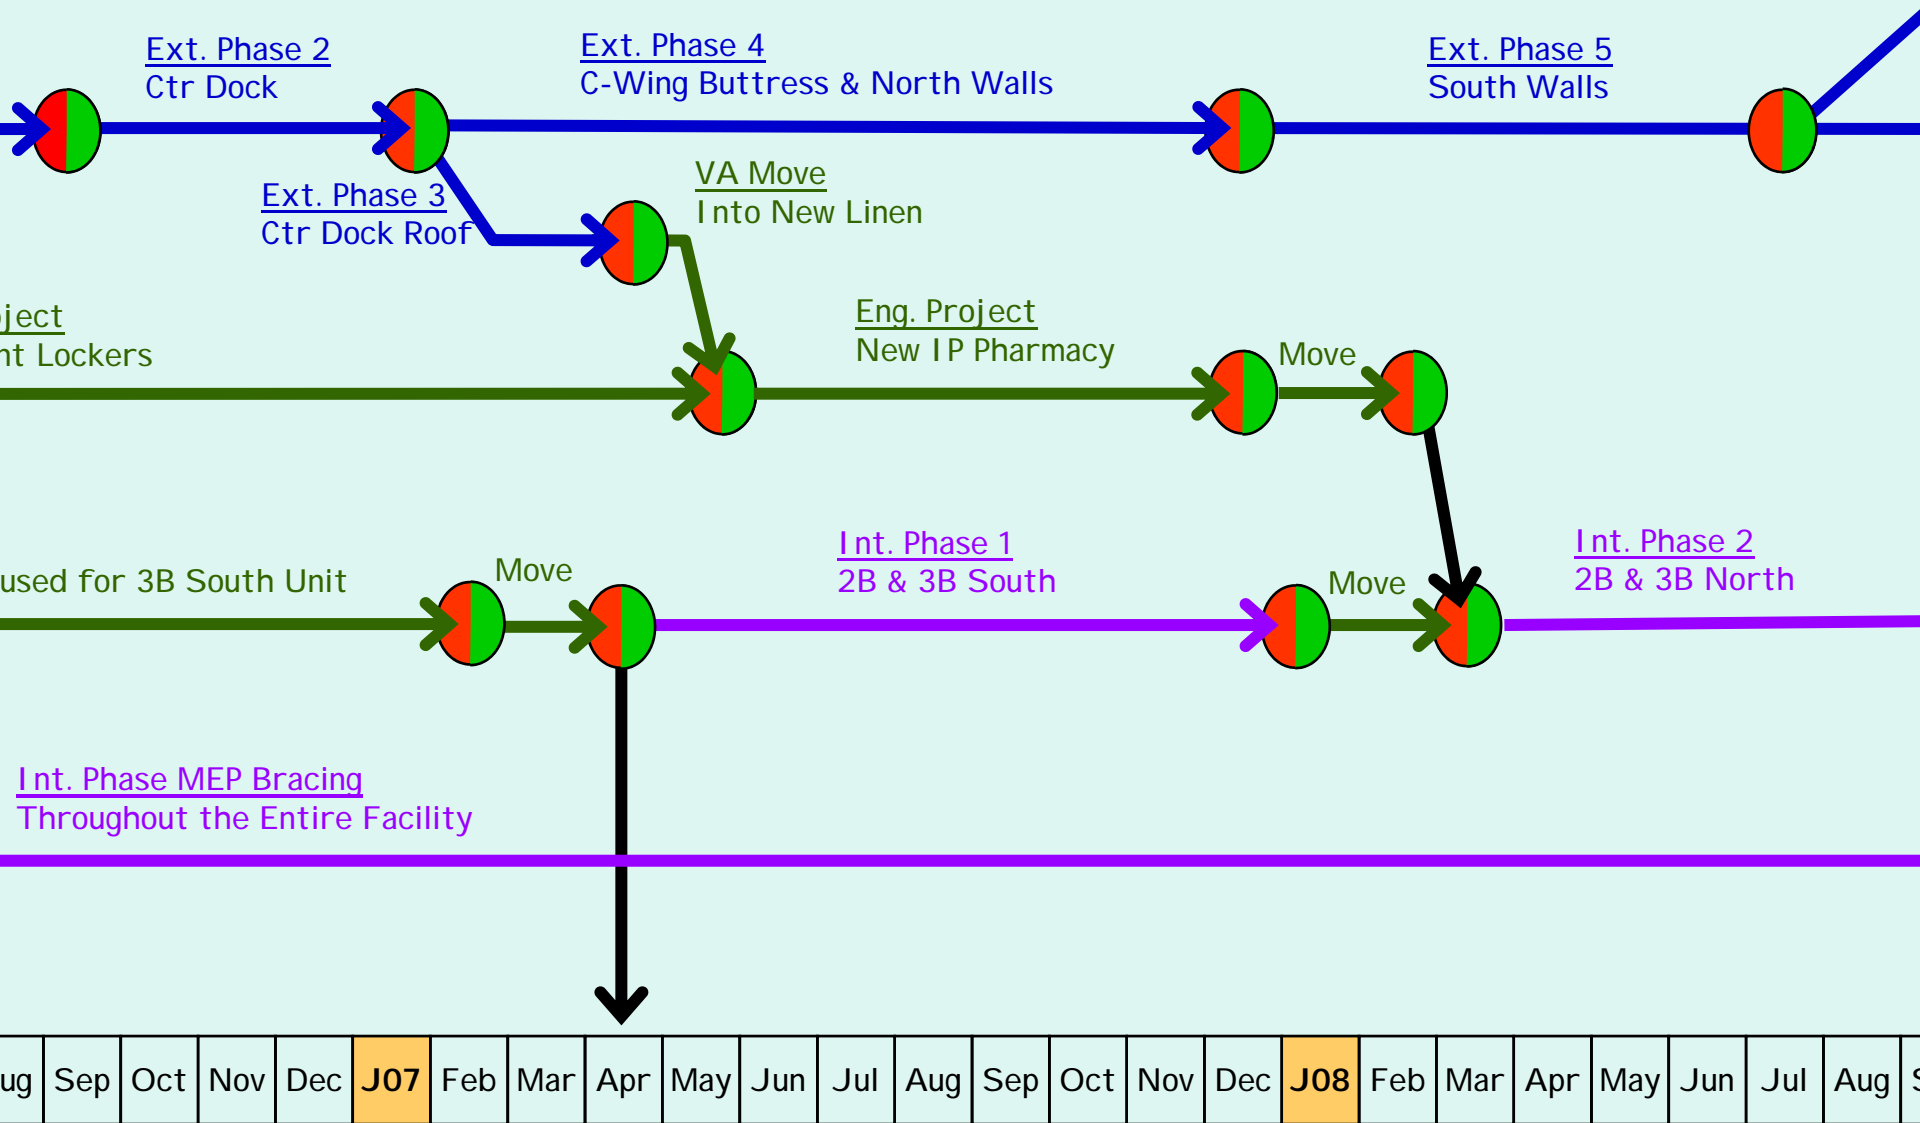 Ext. Phase 2
Ctr Dock
Ext. Phase 4
C-Wing Buttress & North Walls
Ext. Phase 5
South Walls
Ext. Phase 3
Ctr Dock Roof
VA Move
Into New Linen
ject
nt Lockers
Eng. Project
New IP Pharmacy
Move
used for 3B South Unit
Move
Int. Phase 1
2B & 3B South
Move
Int. Phase 2
2B & 3B North
Int. Phase MEP Bracing
Throughout the Entire Facility
ug Sep Oct Nov Dec J07 Feb Mar Apr May Jun Jul Aug Sep Oct Nov Dec J08 Feb Mar Apr May Jun Jul Aug S